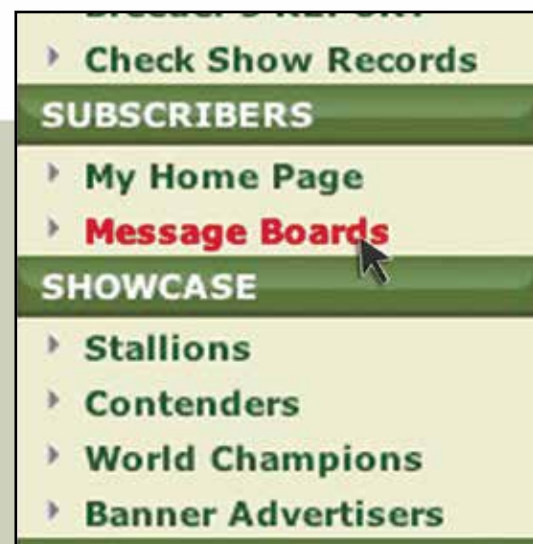 Check Show Records
SUBSCRIBERS
My Home Page
Message Boards
SHOWCASE
Stallions
Contenders
World Champions
Banner Advertisers